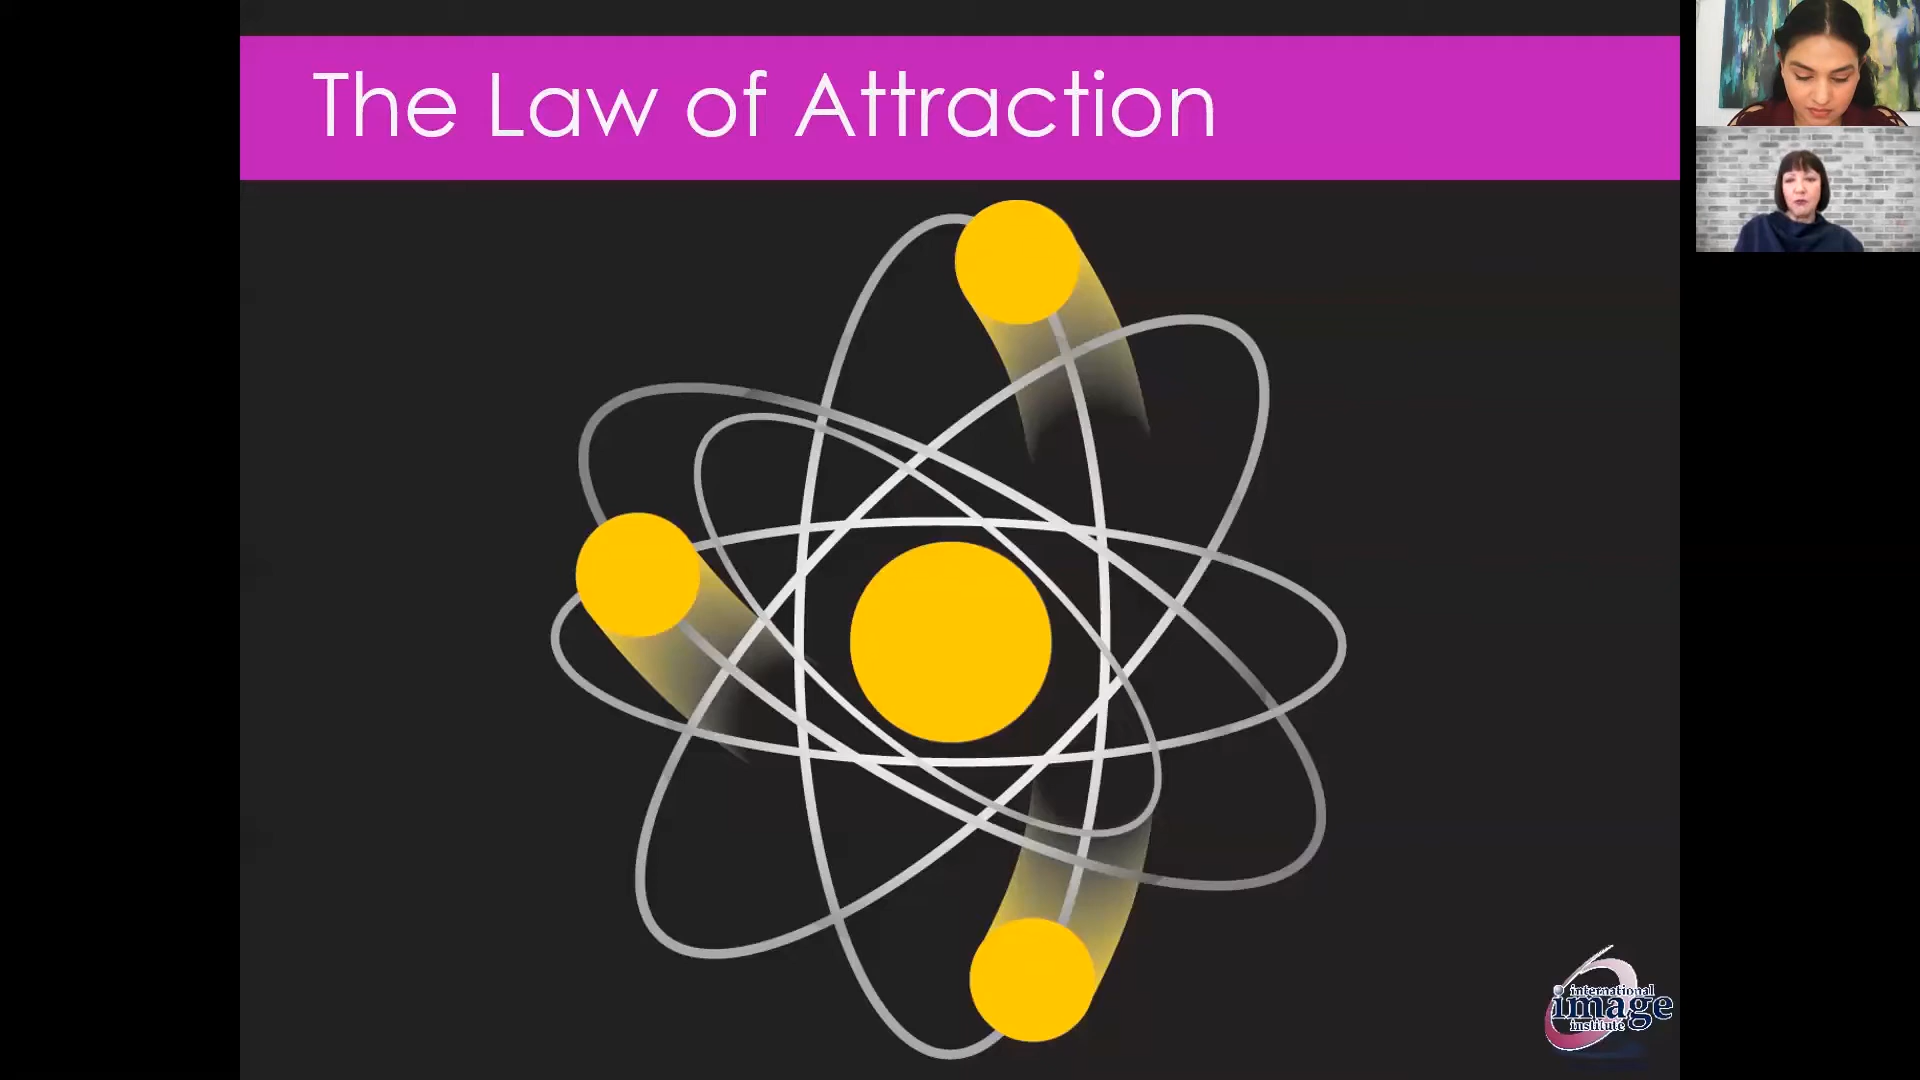 The Law of Attraction
international
image
institute